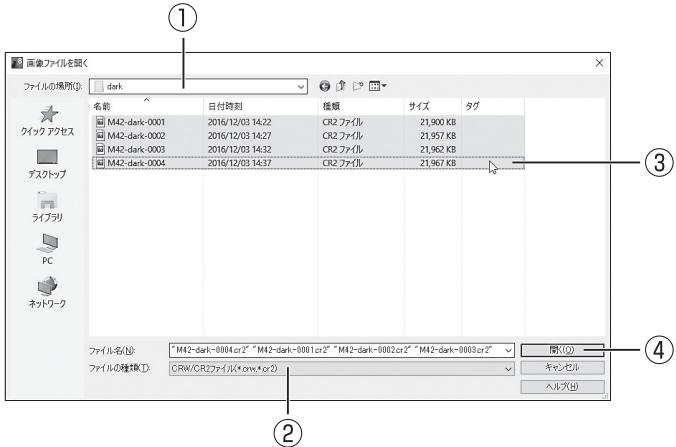 ①
画像ファイルを開く
ファイルの場所(I): dark
名前 日付時刻 種類 サイズ タグ
M42-dark-0001 2016/12/03 14:22 CR2 ファイル 21,900 KB
M42-dark-0002 2016/12/03 14:27 CR2 ファイル 21,957 KB
M42-dark-0003 2016/12/03 14:32 CR2 ファイル 21,962 KB
M42-dark-0004 2016/12/03 14:37 CR2 ファイル 21,967 KB
③
クイック アクセス
デスクトップ
ライブラリ
PC
ネットワーク
ファイル名(N): "M42-dark-0004.cr2" "M42-dark-0001.cr2" "M42-dark-0002.cr2" "M42-dark-0003.cr2" 開く(O)
④
ファイルの種類(T): CRW/CR2ファイル(*.crw,*.cr2) キャンセル
ヘルプ(H)
②